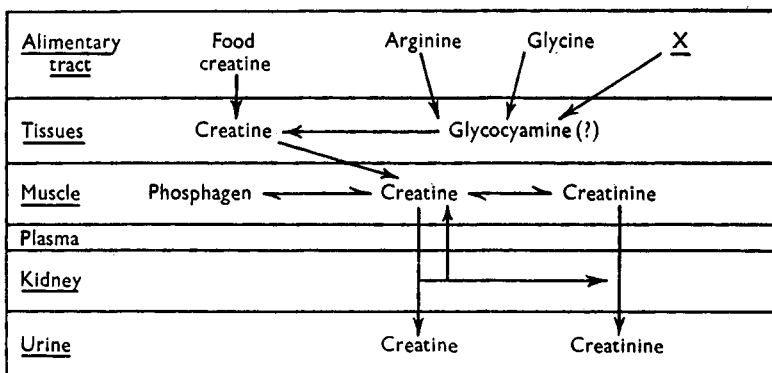 Alimentary tract
Food creatine
Arginine
Glycine
X
Tissues
Creatine
Glycocyamine (?)
Muscle
Phosphagen
Creatine
Creatinine
Plasma
Kidney
Urine
Creatine
Creatinine